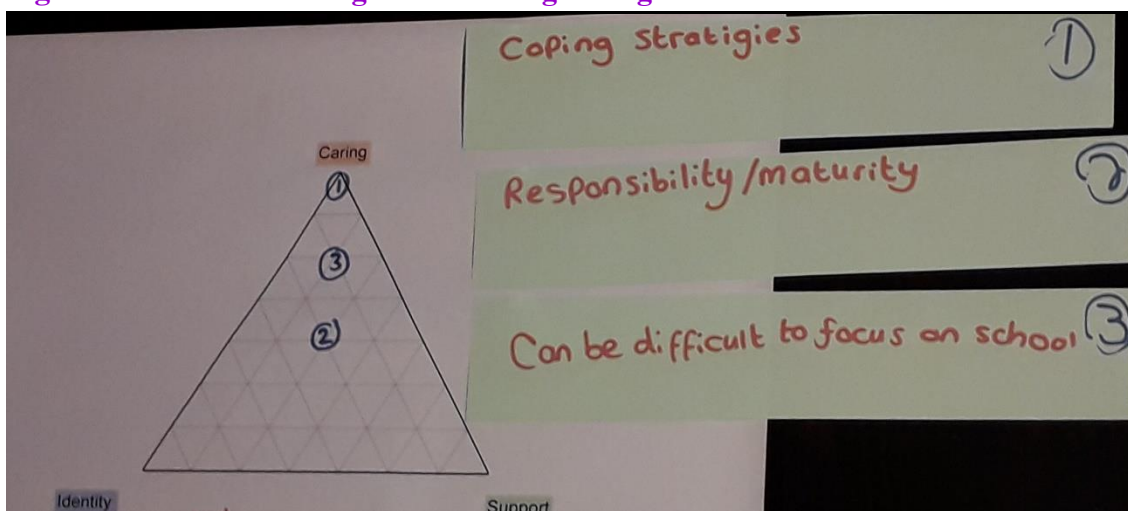 Coping Stratigies
①
Caring
①
Responsibility/maturity
②
③
②
Can be difficult to focus on school
③
Identity
Support